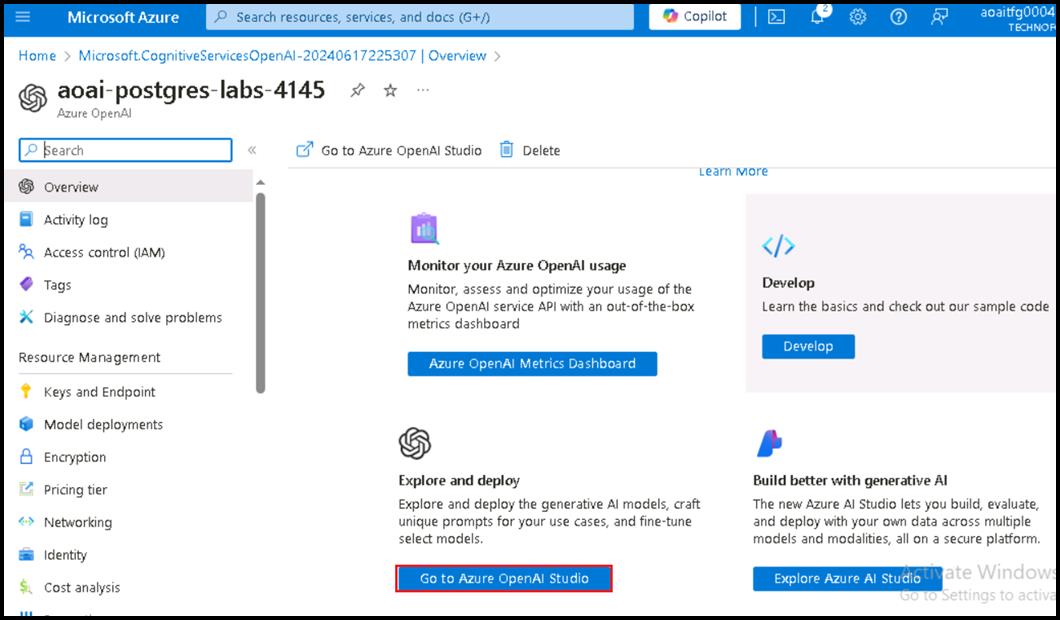 Microsoft Azure
Search resources, services, and docs (G+/)
Copilot
2
aoaitfg0004
Home > Microsoft.CognitiveServicesOpenAI-20240617225307 | Overview >
aoai-postgres-labs-4145
Azure OpenAI
Search
Go to Azure OpenAI Studio
Delete
Learn More
Overview
Activity log
Access control (IAM)
Tags
Diagnose and solve problems
Resource Management
Keys and Endpoint
Model deployments
Encryption
Pricing tier
Networking
Identity
Cost analysis
Monitor your Azure OpenAI usage
Monitor, assess and optimize your usage of the
Azure OpenAI service API with an out-of-the-box
metrics dashboard
Azure OpenAI Metrics Dashboard
Develop
Learn the basics and check out our sample code
Develop
Explore and deploy
Explore and deploy the generative AI models, craft
unique prompts for your use cases, and fine-tune
select models.
Go to Azure OpenAI Studio
Build better with generative AI
The new Azure AI Studio lets you build, evaluate,
and deploy with your own data across multiple
models and modalities, all on a secure platform.
Explore Azure AI Studio
Activate Windows
Go to Settings to activa